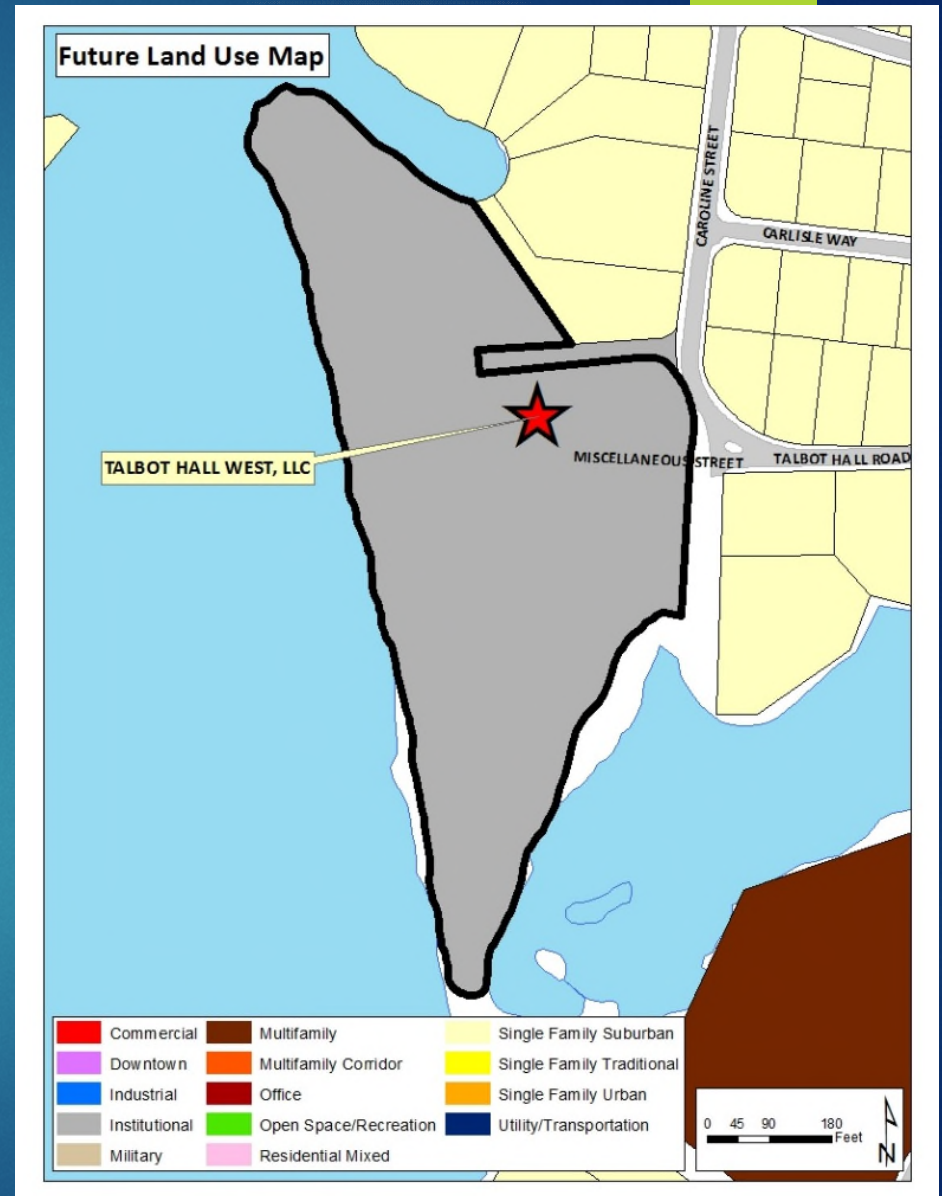 Future Land Use Map
CAROLINE STREET
CARLISLE WAY
TALBOT HALL WEST, LLC
MISCELLANEOUS STREET
TALBOT HALL ROAD
Commercial
Downtown
Industrial
Institutional
Military
Multifamily
Multifamily Corridor
Office
Open Space/Recreation
Residential Mixed
Single Family Suburban
Single Family Traditional
Single Family Urban
Utility/Transportation
0 45 90 180
Feet
N